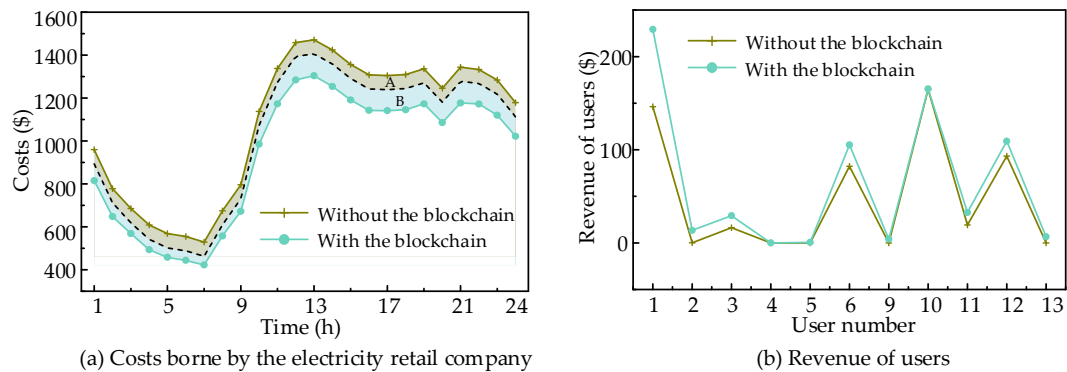 1600
1400
1200
1000
800
600
400
Costs ($)
A
B
Without the blockchain
With the blockchain
1 5 9 13 17 21 24
Time (h)
(a) Costs borne by the electricity retail company
200
100
0
Revenue of users ($)
Without the blockchain
With the blockchain
1 2 3 4 5 6 9 10 11 12 13
User number
(b) Revenue of users